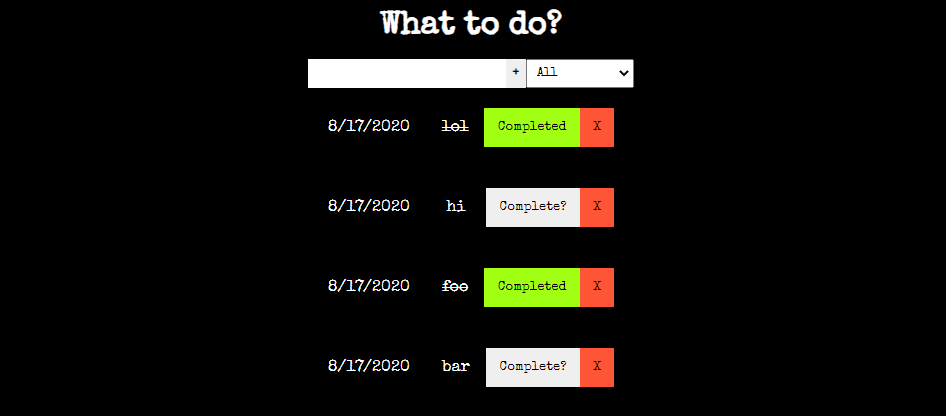 What to do?
+ All
8/17/2020 lol Completed X
8/17/2020 hi Complete? X
8/17/2020 foo Completed X
8/17/2020 bar Complete? X